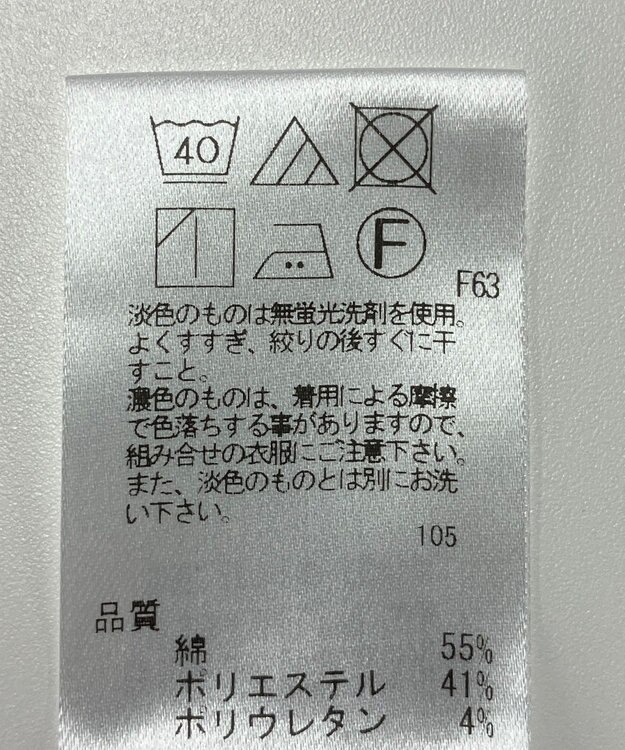 40
F
F63
淡色のものは無蛍光洗剤を使用。
よくすすぎ、絞りの後すぐに干
すこと。
濃色のものは、着用による摩擦
で色落ちする事がありますので、
組み合せの衣服にご注意下さい。
また、淡色のものとは別にお洗
い下さい。
105
品質
綿 55%
ポリエステル 41%
ポリウレタン 4%